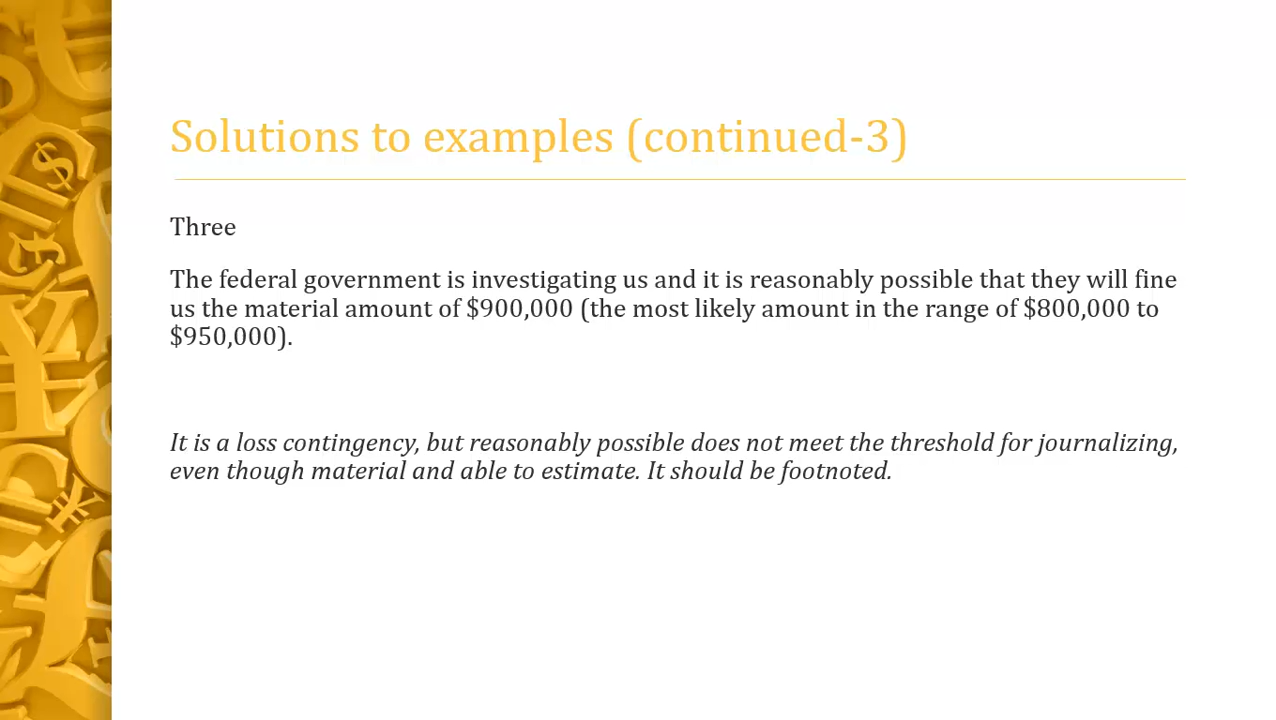 Solutions to examples (continued-3)
Three
The federal government is investigating us and it is reasonably possible that they will fine
us the material amount of $900,000 (the most likely amount in the range of $800,000 to
$950,000).
It is a loss contingency, but reasonably possible does not meet the threshold for journalizing,
even though material and able to estimate. It should be footnoted.